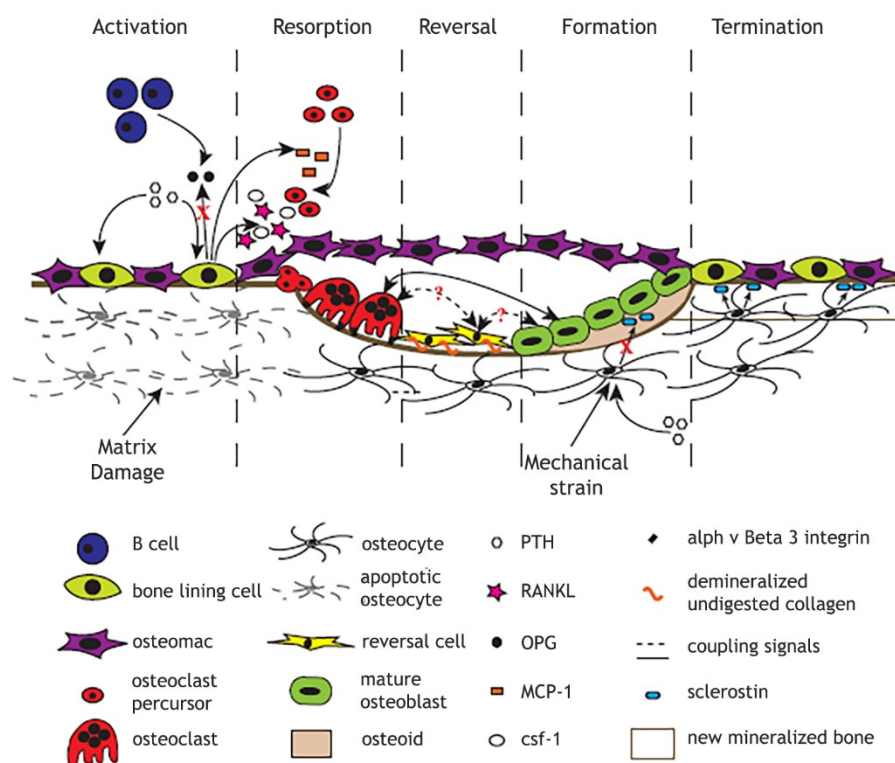 Activation
Resorption
Reversal
Formation
Termination
X
?
?
X
Matrix
Damage
Mechanical
strain
B cell
osteocyte
PTH
alph v Beta 3 integrin
bone lining cell
apoptotic
osteocyte
RANKL
demineralized
undigested collagen
osteomac
reversal cell
OPG
coupling signals
osteoclast
percursor
mature
osteoblast
MCP-1
sclerostin
osteoclast
osteoid
csf-1
new mineralized bone